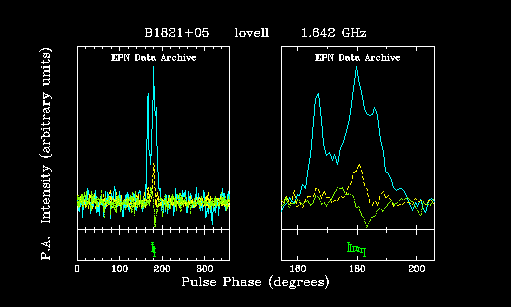 B1821+05 lovell 1.642 GHz
EPN Data Archive EPN Data Archive
P.A. Intensity (arbitrary units)
0 100 200 300 160 180 200
Pulse Phase (degrees)